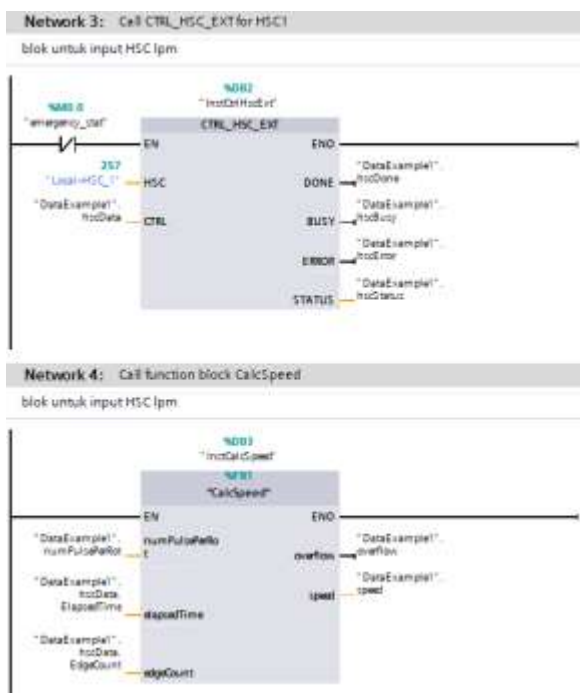 Network 3: Call CTRL_HSC_EXT for HSC1
blok untuk input HSC lpm
%DB2
"InstCtrlHscExt"
%M0.0
"emergency_stat"
CTRL_HSC_EXT
EN
ENO
257
"Local~HSC_1"
HSC
DONE
"DataExample1".
hscDone
"DataExample1".
hscData
CTRL
BUSY
"DataExample1".
hscBusy
ERROR
"DataExample1".
hscError
STATUS
"DataExample1".
hscStatus
Network 4: Call function block CalcSpeed
blok untuk input HSC lpm
%DB3
"InstCalcSpeed"
%FB1
"CalcSpeed"
EN
ENO
"DataExample1".
numPulsePerRot
numPulsePerRo
t
overflow
"DataExample1".
overflow
"DataExample1".
hscData.
ElapsedTime
elapsedTime
speed
"DataExample1".
speed
"DataExample1".
hscData.
EdgeCount
edgeCount